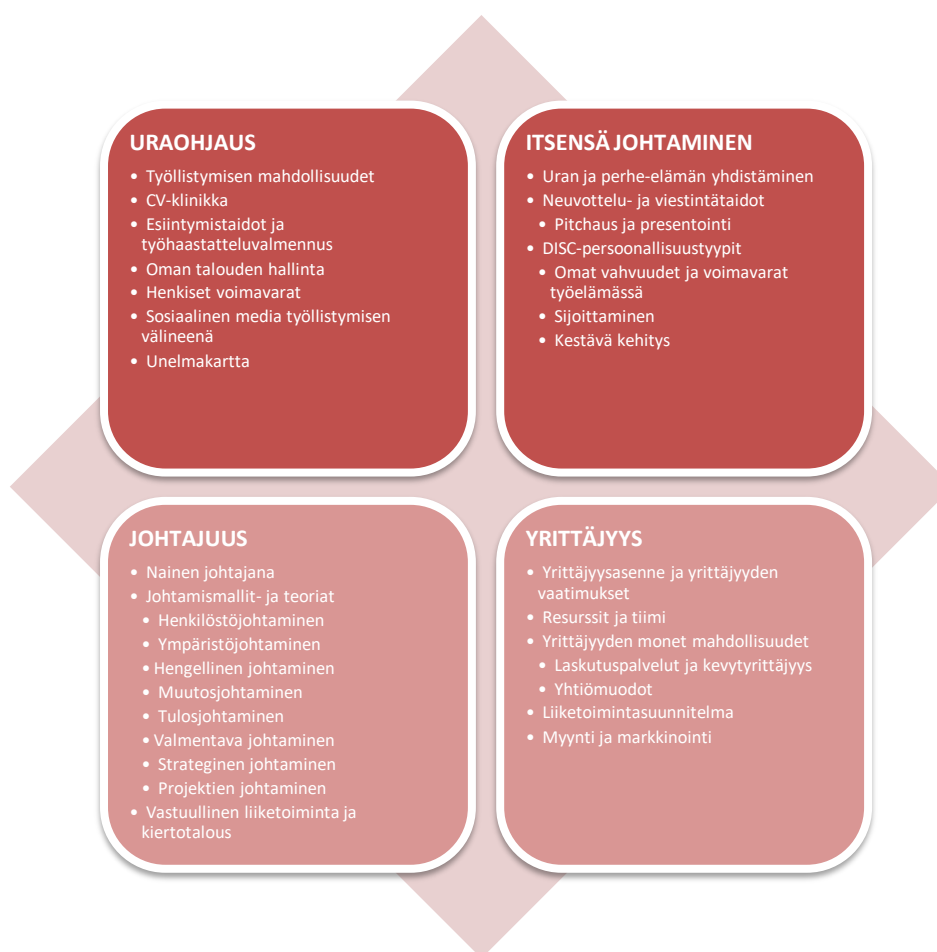 URAOHJAUS
• Työllistymisen mahdollisuudet
• CV-klinikka
• Esiintymistaidot ja
työhaastatteluvalmennus
• Oman talouden hallinta
• Henkiset voimavarat
• Sosiaalinen media työllistymisen
välineenä
• Unelmakartta
ITSENSÄ JOHTAMINEN
• Uran ja perhe-elämän yhdistäminen
• Neuvottelu- ja viestintätaidot
• Pitchaus ja presentointi
• DISC-persoonallisuustyypit
• Omat vahvuudet ja voimavarat
työelämässä
• Sijoittaminen
• Kestävä kehitys
JOHTAJUUS
• Nainen johtajana
• Johtamismallit- ja teoriat
• Henkilöstöjohtaminen
• Ympäristöjohtaminen
• Hengellinen johtaminen
• Muutosjohtaminen
• Tulosjohtaminen
• Valmentava johtaminen
• Strateginen johtaminen
• Projektien johtaminen
• Vastuullinen liiketoiminta ja
kiertotalous
YRITTÄJYYS
• Yrittäjyysasenne ja yrittäjyyden
vaatimukset
• Resurssit ja tiimi
• Yrittäjyyden monet mahdollisuudet
• Laskutuspalvelut ja kevytyrittäjyys
• Yhtiömuodot
• Liiketoimintasuunnitelma
• Myynti ja markkinointi